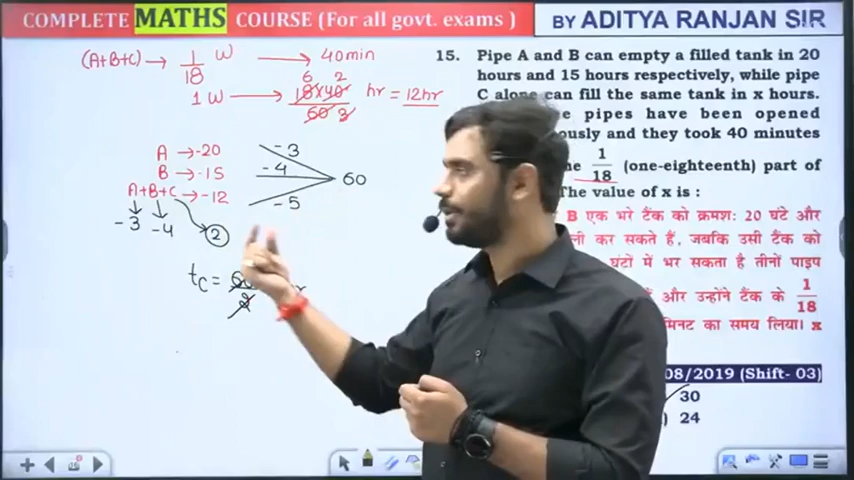 COMPLETE MATHS COURSE (For all govt. exams)
BY ADITYA RANJAN SIR
(A+B+C) → 1/18 W → 40min
1 W → 18×40/60 hr = 12hr
6 2
3
A → -20
B → -15
A+B+C → -12
-3
-4
-5
60
-3 -4 2
tC =
15. Pipe A and B can empty a filled tank in 20
hours and 15 hours respectively, while pipe
C alone can fill the same tank in x hours.
pipes have been opened
and they took 40 minutes
1/18 (one-eighteenth) part of
The value of x is :
B एक भरे टैंक को क्रमश: 20 घंटे और
कर सकते हैं, जबकि उसी टैंक को
घंटों में भर सकता है तीनों पाइप
और उन्होंने टैंक के 1/18
मिनट का समय लिया। x
08/2019 (Shift- 03)
30
24